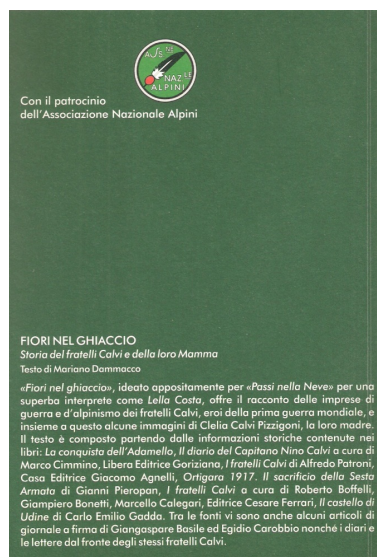 ASS NE
NAZ LE
ALPINI
Con il patrocinio
dell'Associazione Nazionale Alpini
FIORI NEL GHIACCIO
Storia dei fratelli Calvi e della loro Mamma
Testo di Mariano Dammacco
«Fiori nel ghiaccio», ideato appositamente per «Passi nella Neve» per una
superba interprete come Lella Costa, offre il racconto delle imprese di
guerra e d'alpinismo dei fratelli Calvi, eroi della prima guerra mondiale, e
insieme a questo alcune immagini di Clelia Calvi Pizzigoni, la loro madre.
Il testo è composto partendo dalle informazioni storiche contenute nei
libri: La conquista dell'Adamello, Il diario del Capitano Nino Calvi a cura di
Marco Cimmino, Libera Editrice Goriziana, I fratelli Calvi di Alfredo Patroni,
Casa Editrice Giacomo Agnelli, Ortigara 1917. Il sacrificio della Sesta
Armata di Gianni Pieropan, I fratelli Calvi a cura di Roberto Boffelli,
Giampiero Bonetti, Marcello Calegari, Editrice Cesare Ferrari, Il castello di
Udine di Carlo Emilio Gadda. Tra le fonti vi sono anche alcuni articoli di
giornale a firma di Giangaspare Basile ed Egidio Carobbio nonché i diari e
le lettere dal fronte degli stessi fratelli Calvi.